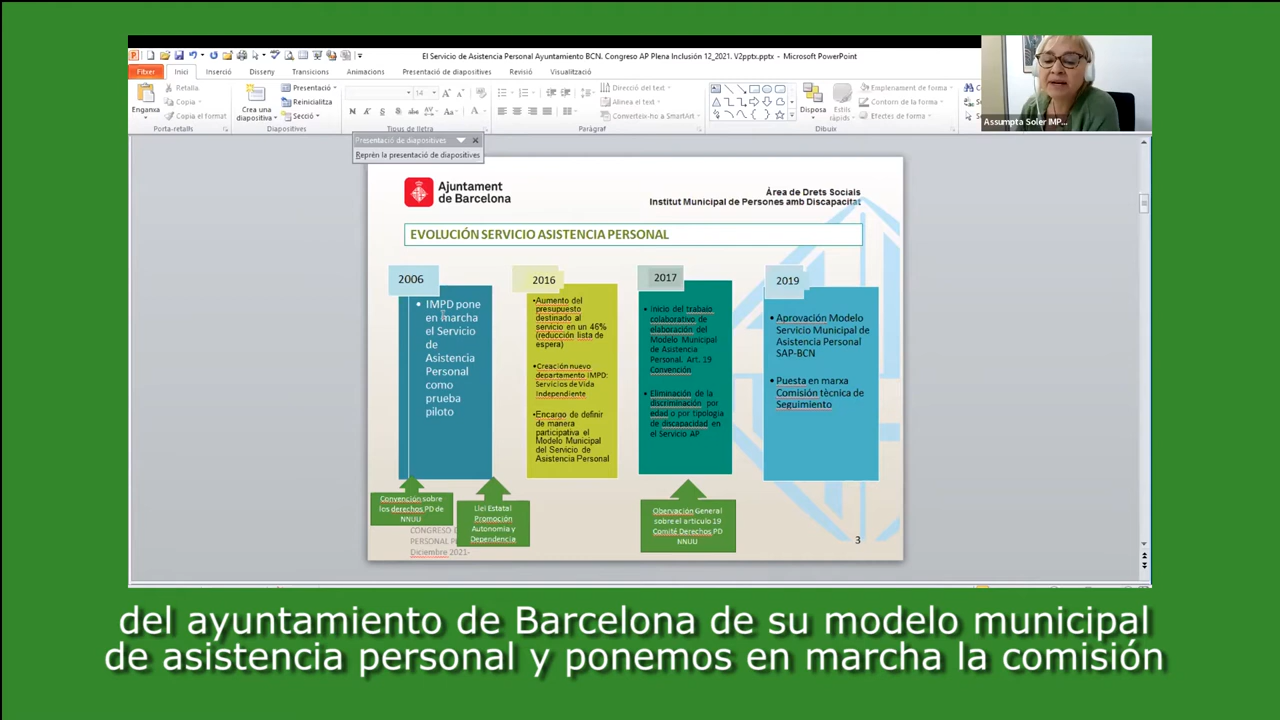 El Servicio de Asistencia Personal Ayuntamiento BCN. Congreso AP Plena Inclusión 12_2021. V2pptx.pptx - Microsoft PowerPoint
Fitxer
Inici
Inserció
Disseny
Transicions
Animacions
Presentació de diapositives
Revisió
Visualització
Enganxa
Retalla
Copia
Copia el format
Porta-retalls
Crea una
diapositiva
Presentació
Reinicialitza
Secció
Diapositives
14
Tipus de lletra
Direcció del text
Alinea el text
Converteix-ho a SmartArt
Paràgraf
Disposa
Estils
ràpids
Emplenament de forma
Contorn de la forma
Efectes de forma
Dibuix
Assumpta Soler IMP...
Presentació de diapositives
Reprèn la presentació de diapositives
Ajuntament
de Barcelona
Àrea de Drets Socials
Institut Municipal de Persones amb Discapacitat
EVOLUCIÓN SERVICIO ASISTENCIA PERSONAL
2006
• IMPD pone
en marcha
el Servicio
de
Asistencia
Personal
como
prueba
piloto
2016
•Aumento del
presupuesto
destinado al
servicio en un 46%
(reducción lista de
espera)
•Creación nuevo
departamento IMPD:
Servicios de Vida
Independiente
•Encargo de definir
de manera
participativa el
Modelo Municipal
del Servicio de
Asistencia Personal
2017
• Inicio del trabajo
colaborativo de
elaboración del
Modelo Municipal
de Asistencia
Personal. Art. 19
Convención
• Eliminación de la
discriminación por
edad o por tipología
de discapacidad en
el Servicio AP
2019
• Aprovación Modelo
Servicio Municipal de
Asistencia Personal
SAP-BCN
• Puesta en marxa
Comisión tècnica de
Seguimiento
Convención sobre
los derechos PD de
NNUU
Llei Estatal
Promoción
Autonomia y
Dependencia
Obervación General
sobre el articulo 19
Comité Derechos PD
NNUU
CONGRESO
PERSONAL
Diciembre 2021-
3
del ayuntamiento de Barcelona de su modelo municipal
de asistencia personal y ponemos en marcha la comisión